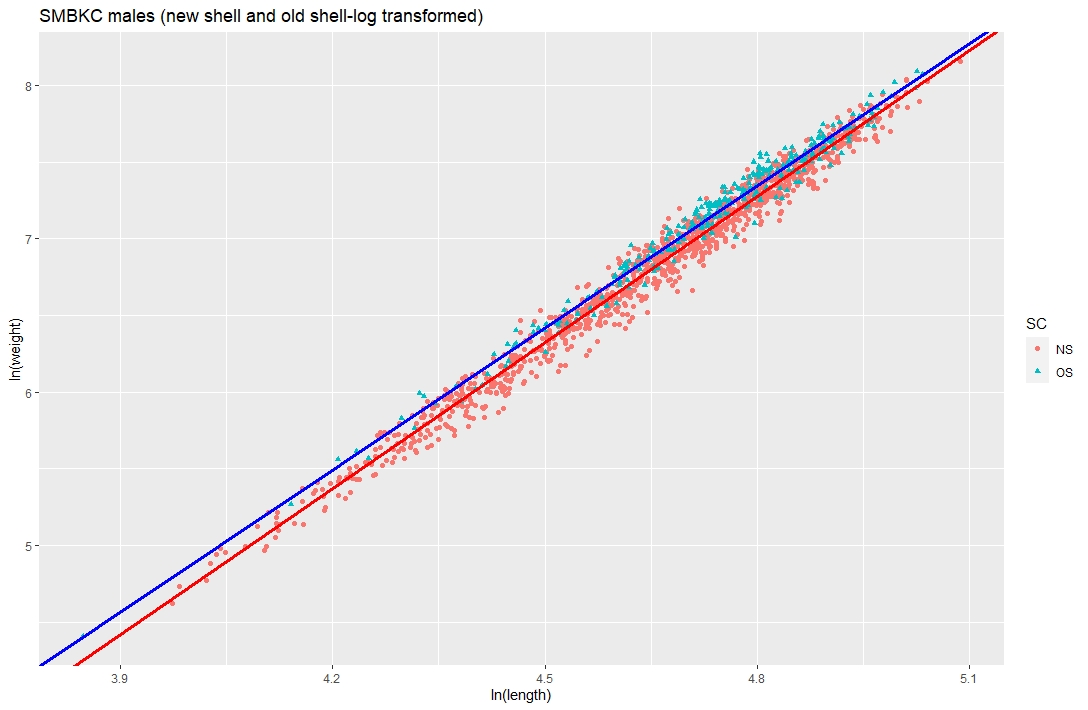 SMBKC males (new shell and old shell-log transformed)
ln(weight)
8
7
6
5
3.9
4.2
4.5
4.8
5.1
ln(length)
SC
NS
OS